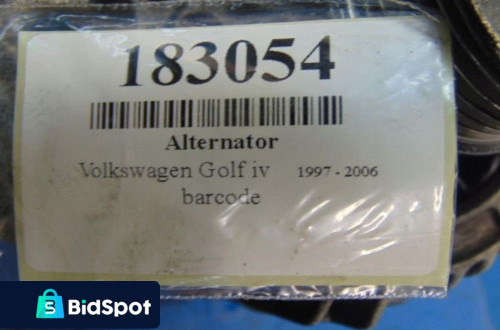 183054
Alternator
Volkswagen Golf iv 1997 - 2006
barcode
S BidSpot